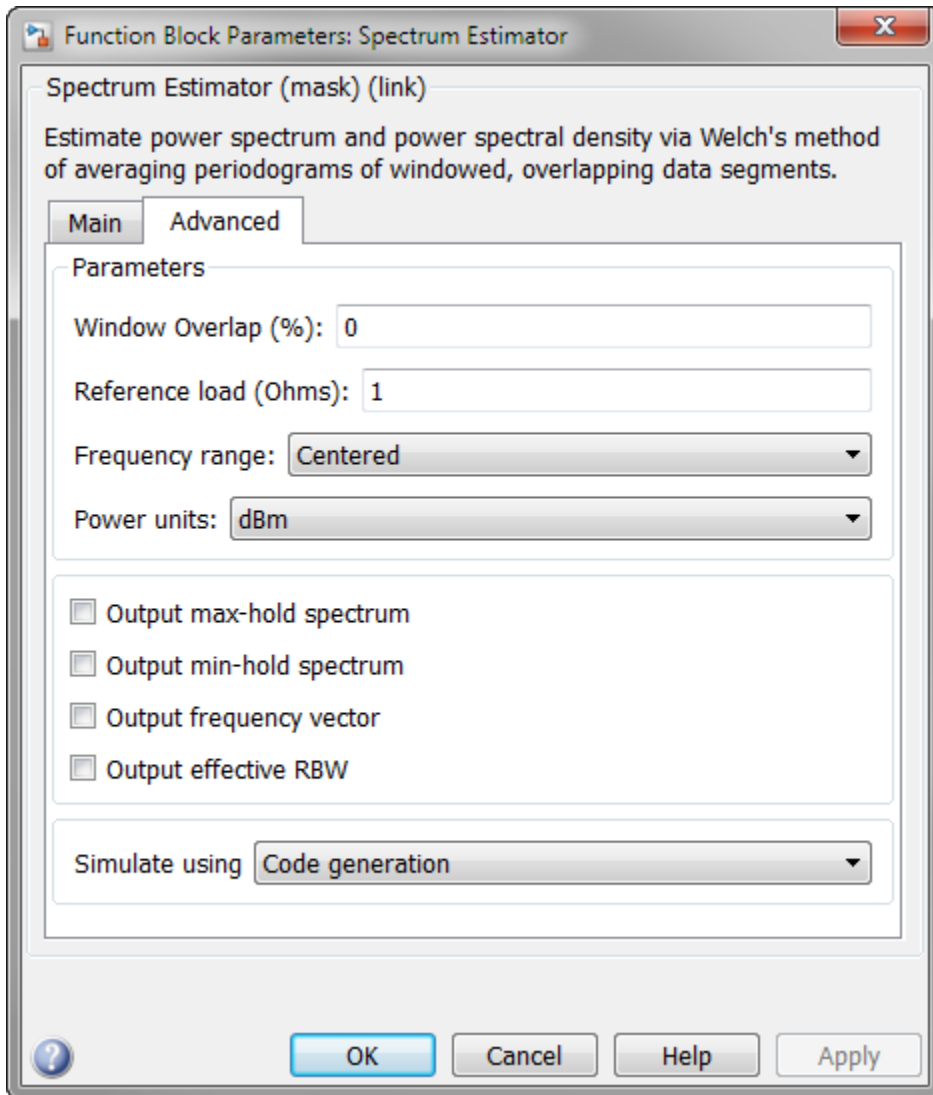 Function Block Parameters: Spectrum Estimator
Spectrum Estimator (mask) (link)
Estimate power spectrum and power spectral density via Welch's method
of averaging periodograms of windowed, overlapping data segments.
Main Advanced
Parameters
Window Overlap (%): 0
Reference load (Ohms): 1
Frequency range: Centered
Power units: dBm
Output max-hold spectrum
Output min-hold spectrum
Output frequency vector
Output effective RBW
Simulate using Code generation
? OK Cancel Help Apply